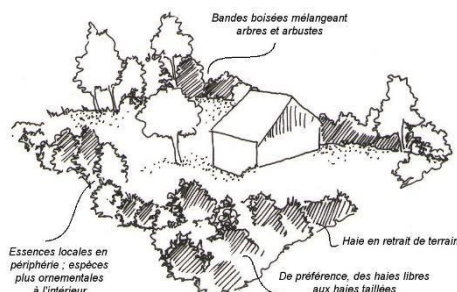 Bandes boisées mélangeant
arbres et arbustes
Essences locales en
périphérie ; espèces
plus ornementales
à l'intérieur
Haie en retrait de terrain
De préférence, des haies libres
aux haies taillées